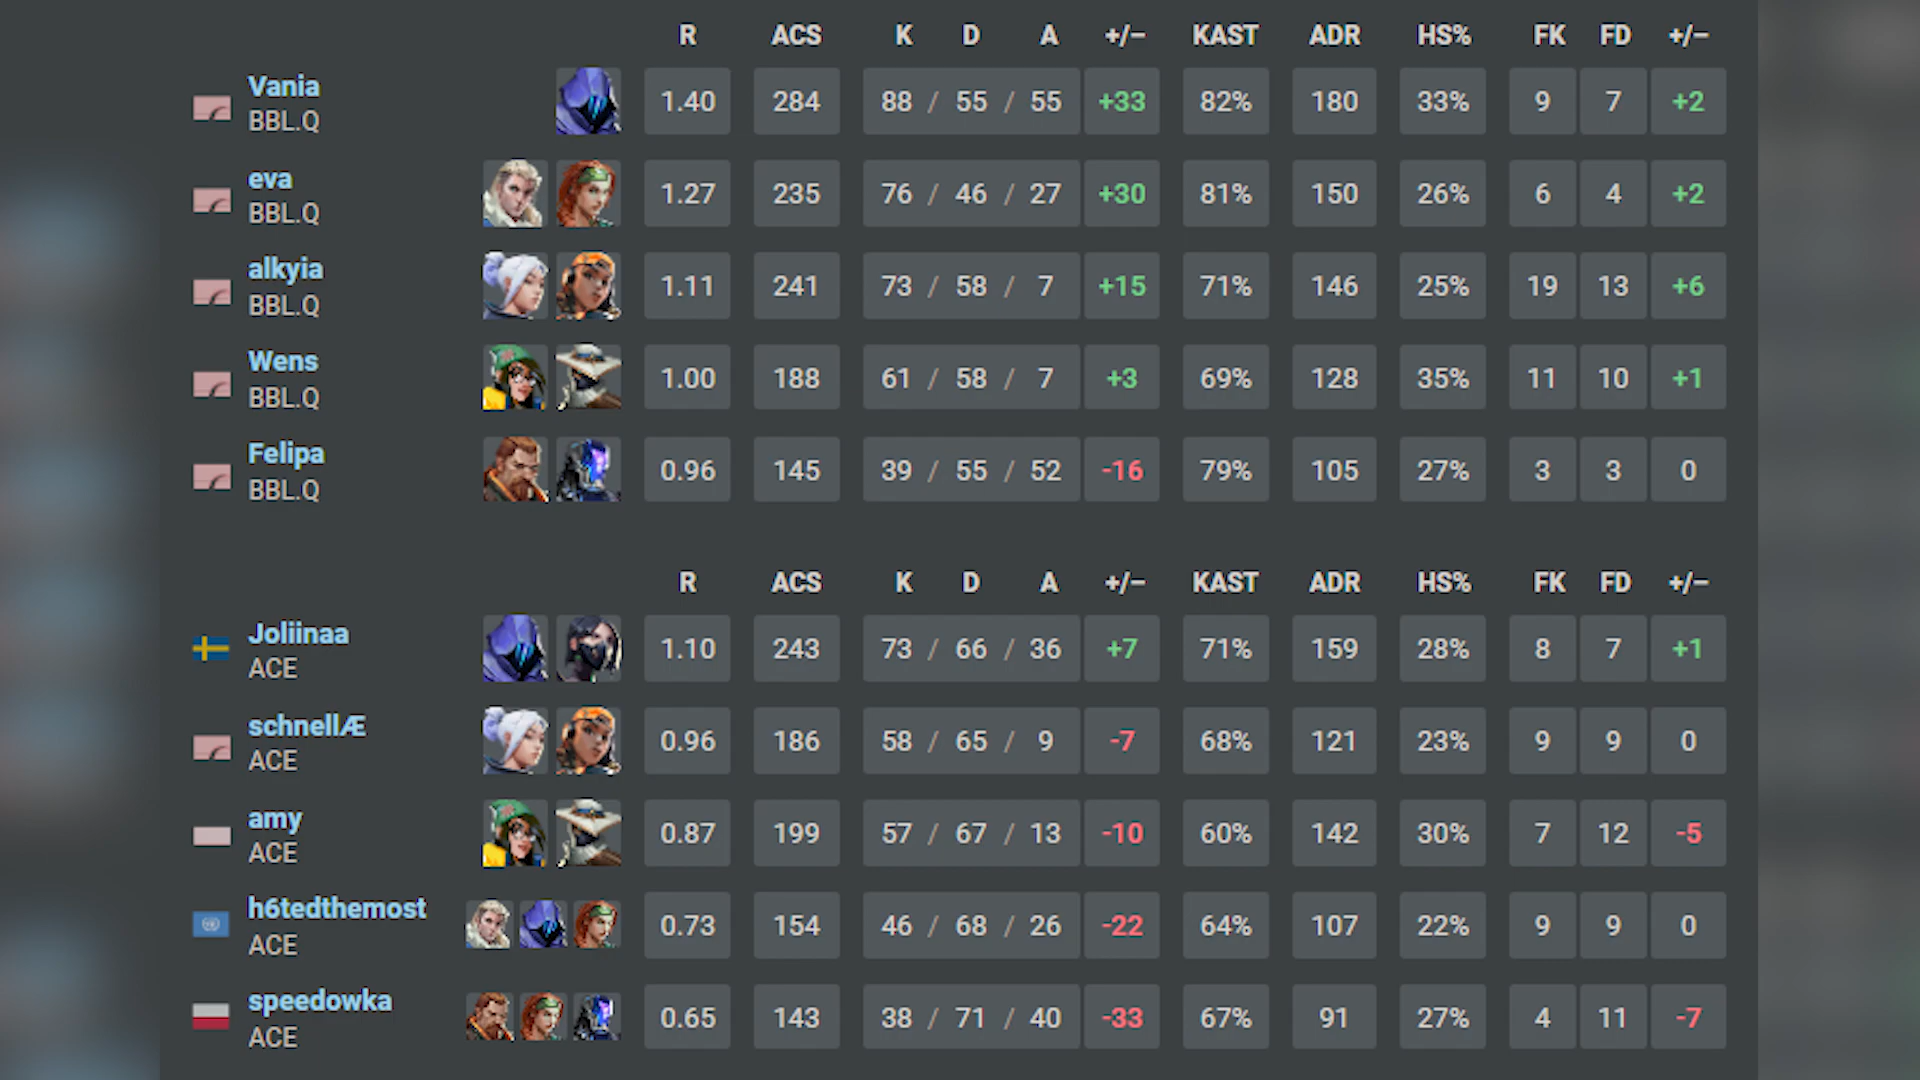 R ACS K D A +/– KAST ADR HS% FK FD +/–
Vania 1.40 284 88 / 55 / 55 +33 82% 180 33% 9 7 +2
BBL.Q
eva 1.27 235 76 / 46 / 27 +30 81% 150 26% 6 4 +2
BBL.Q
alkyia 1.11 241 73 / 58 / 7 +15 71% 146 25% 19 13 +6
BBL.Q
Wens 1.00 188 61 / 58 / 7 +3 69% 128 35% 11 10 +1
BBL.Q
Felipa 0.96 145 39 / 55 / 52 -16 79% 105 27% 3 3 0
BBL.Q
R ACS K D A +/– KAST ADR HS% FK FD +/–
Joliinaa 1.10 243 73 / 66 / 36 +7 71% 159 28% 8 7 +1
ACE
schnellÆ 0.96 186 58 / 65 / 9 -7 68% 121 23% 9 9 0
ACE
amy 0.87 199 57 / 67 / 13 -10 60% 142 30% 7 12 -5
ACE
h6tedthemost 0.73 154 46 / 68 / 26 -22 64% 107 22% 9 9 0
ACE
speedowka 0.65 143 38 / 71 / 40 -33 67% 91 27% 4 11 -7
ACE